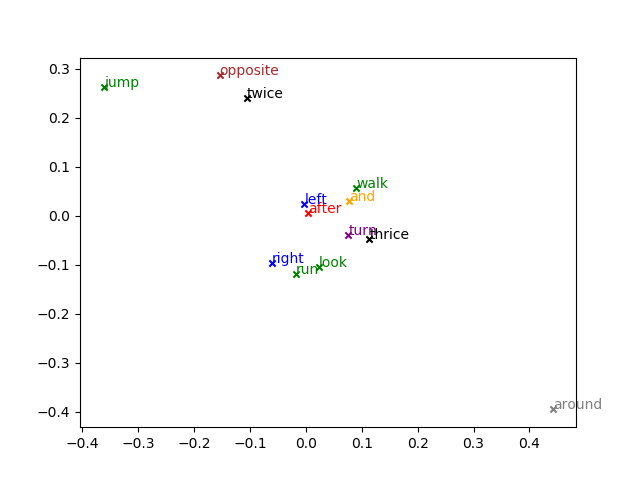 0.3
0.2
0.1
0.0
−0.1
−0.2
−0.3
−0.4
jump
opposite
twice
walk
and
left
after
turn
thrice
right
run
look
around
−0.4 −0.3 −0.2 −0.1 0.0 0.1 0.2 0.3 0.4